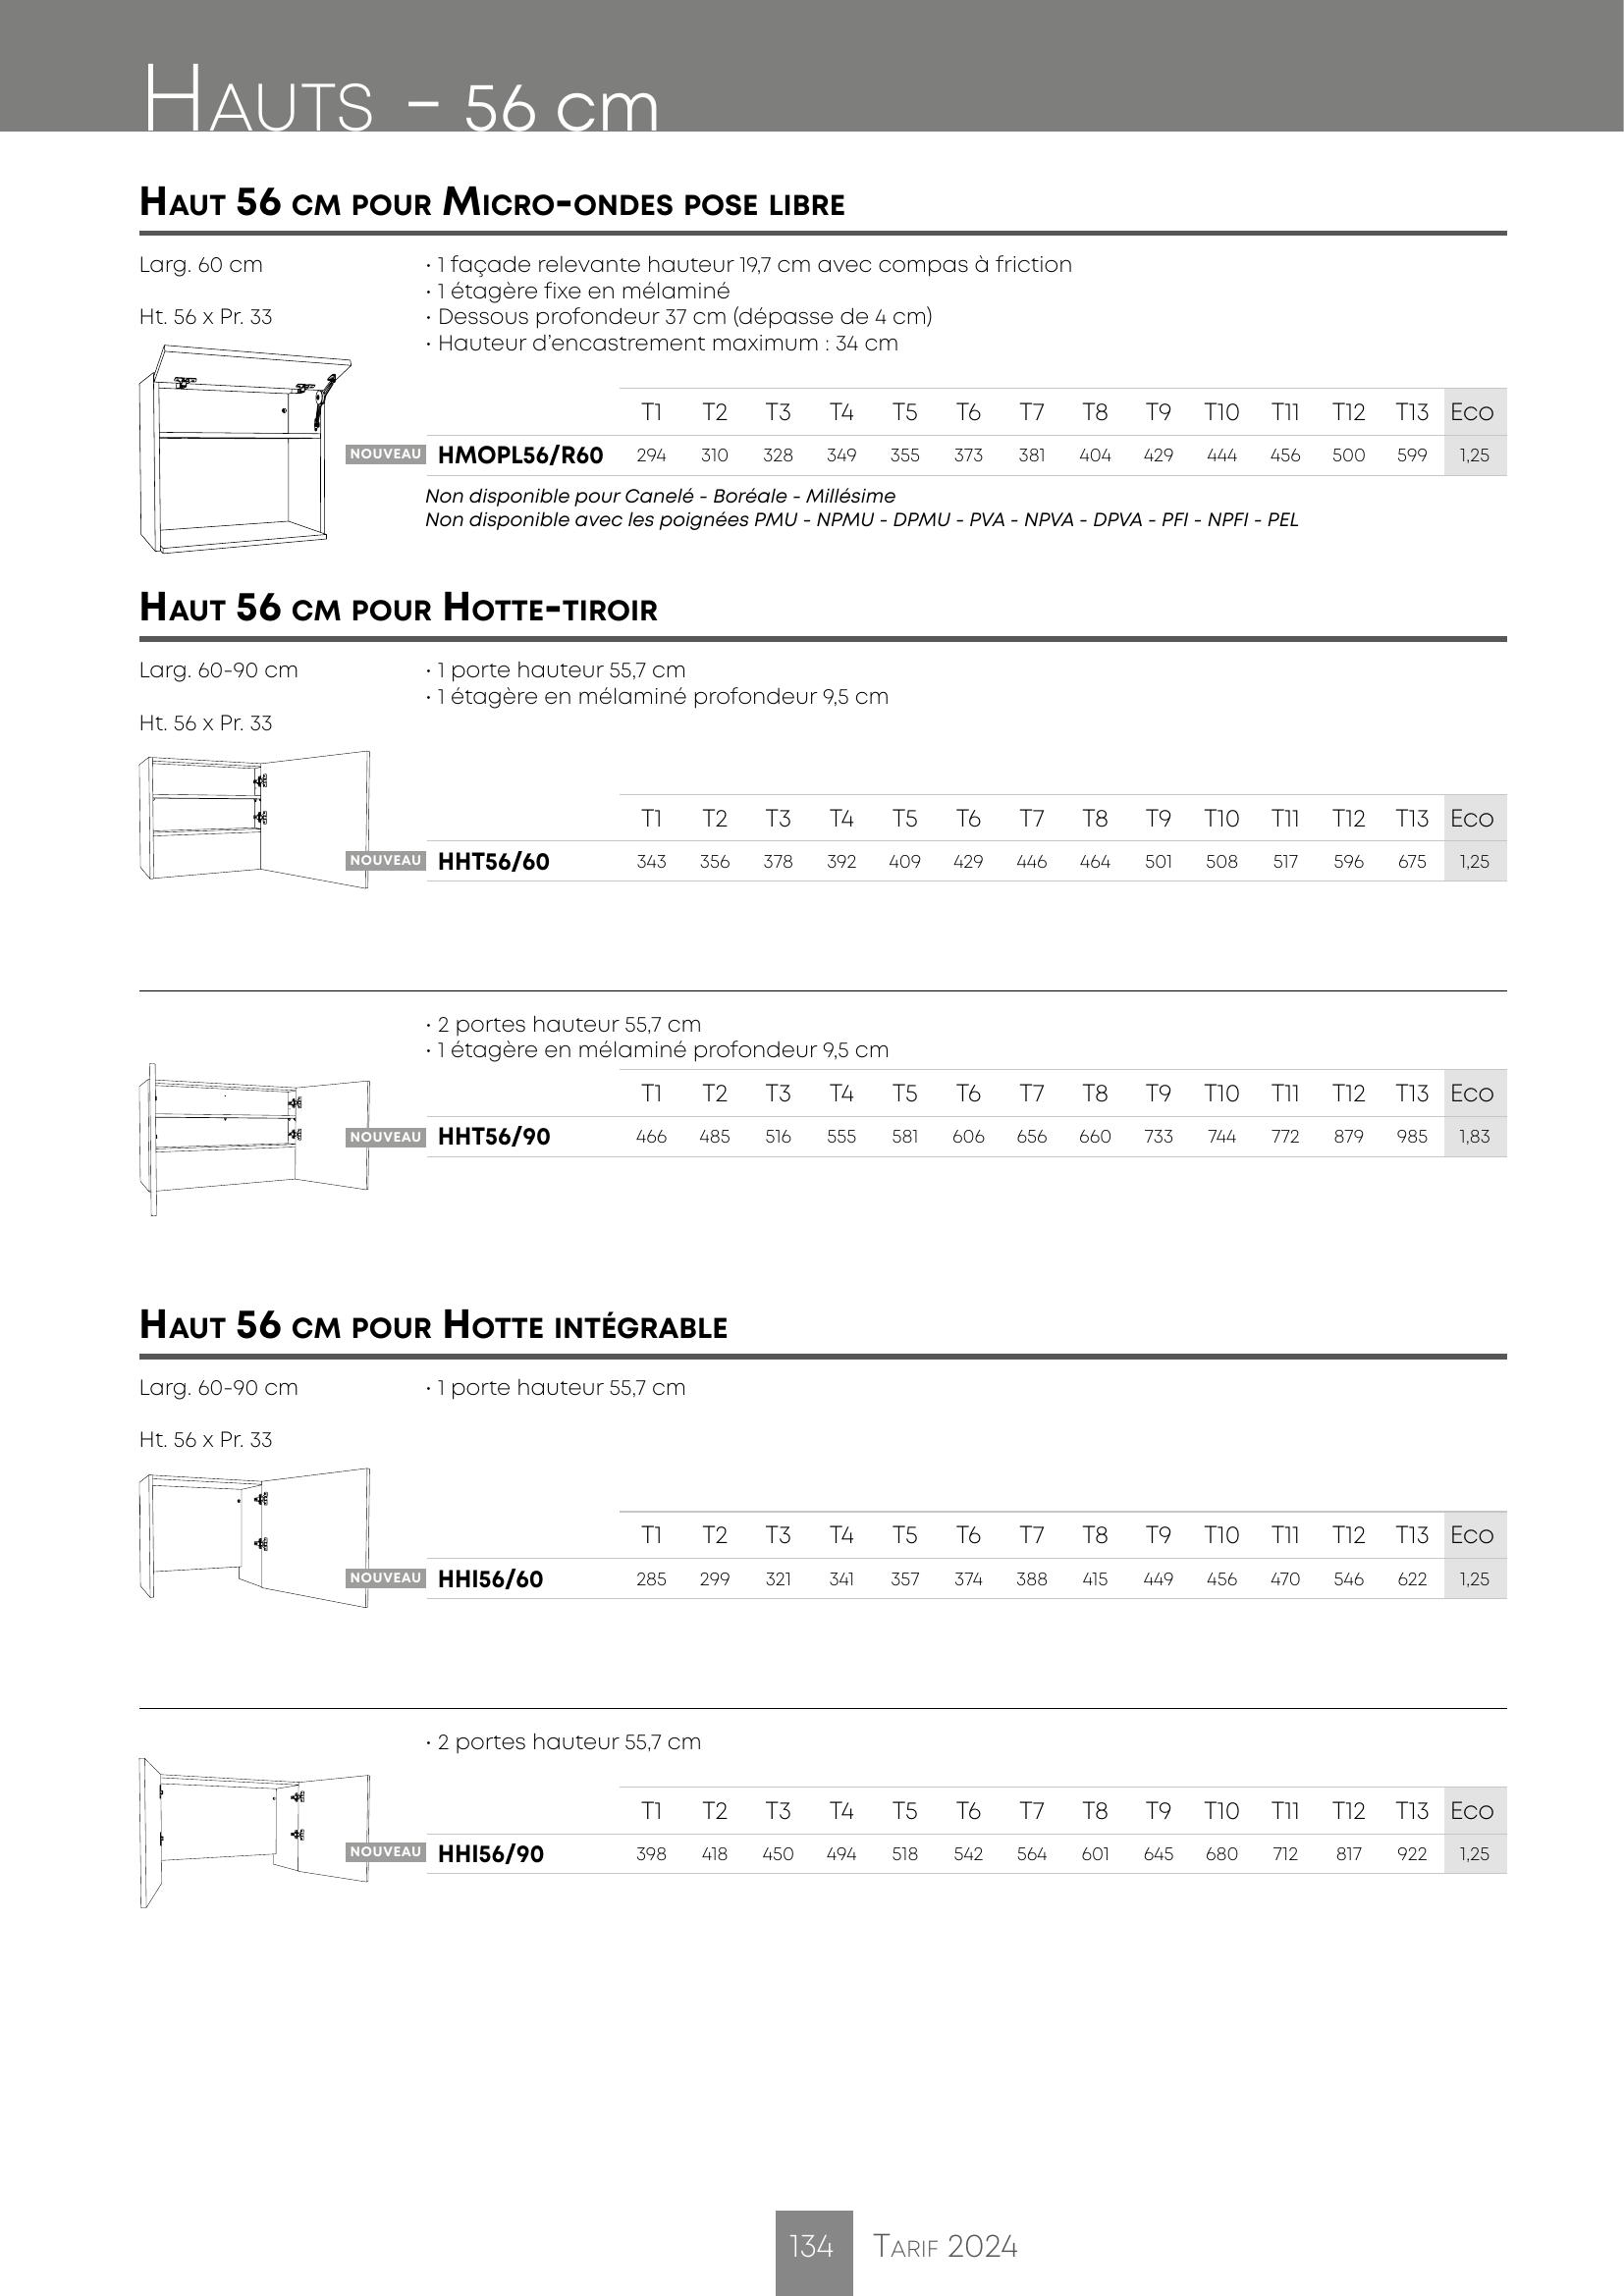 Hauts - 56 cm
Haut 56 cm pour Micro-ondes pose libre
Larg. 60 cm
Ht. 56 x Pr. 33
· 1 façade relevante hauteur 19,7 cm avec compas à friction
· 1 étagère fixe en mélaminé
· Dessous profondeur 37 cm (dépasse de 4 cm)
· Hauteur d’encastrement maximum : 34 cm
T1 T2 T3 T4 T5 T6 T7 T8 T9 T10 T11 T12 T13 Eco
NOUVEAU HMOPL56/R60 294 310 328 349 355 373 381 404 429 444 456 500 599 1,25
Non disponible pour Canelé - Boréale - Millésime
Non disponible avec les poignées PMU - NPMU - DPMU - PVA - NPVA - DPVA - PFI - NPFI - PEL
Haut 56 cm pour Hotte-tiroir
Larg. 60-90 cm
Ht. 56 x Pr. 33
· 1 porte hauteur 55,7 cm
· 1 étagère en mélaminé profondeur 9,5 cm
T1 T2 T3 T4 T5 T6 T7 T8 T9 T10 T11 T12 T13 Eco
NOUVEAU HHT56/60 343 356 378 392 409 429 446 464 501 508 517 596 675 1,25
· 2 portes hauteur 55,7 cm
· 1 étagère en mélaminé profondeur 9,5 cm
T1 T2 T3 T4 T5 T6 T7 T8 T9 T10 T11 T12 T13 Eco
NOUVEAU HHT56/90 466 485 516 555 581 606 656 660 733 744 772 879 985 1,83
Haut 56 cm pour Hotte intégrable
Larg. 60-90 cm
Ht. 56 x Pr. 33
· 1 porte hauteur 55,7 cm
T1 T2 T3 T4 T5 T6 T7 T8 T9 T10 T11 T12 T13 Eco
NOUVEAU HHI56/60 285 299 321 341 357 374 388 415 449 456 470 546 622 1,25
· 2 portes hauteur 55,7 cm
T1 T2 T3 T4 T5 T6 T7 T8 T9 T10 T11 T12 T13 Eco
NOUVEAU HHI56/90 398 418 450 494 518 542 564 601 645 680 712 817 922 1,25
134 Tarif 2024